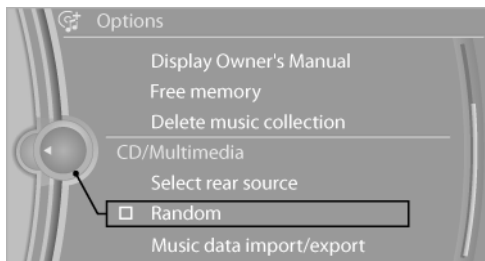 Options
Display Owner's Manual
Free memory
Delete music collection
CD/Multimedia
Select rear source
Random
Music data import/export